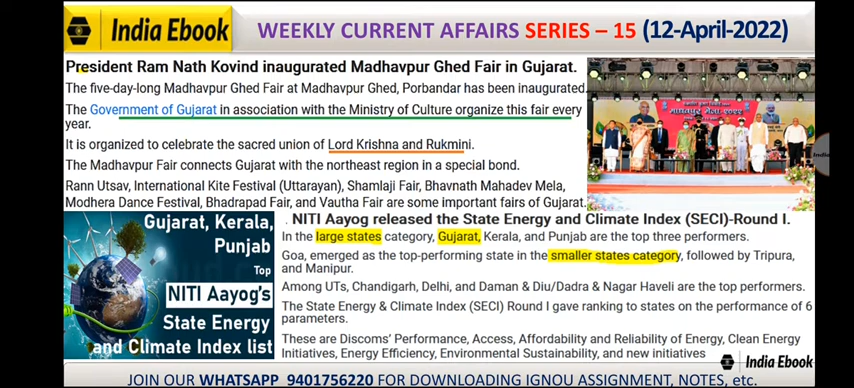 India Ebook
WEEKLY CURRENT AFFAIRS SERIES – 15 (12-April-2022)
President Ram Nath Kovind inaugurated Madhavpur Ghed Fair in Gujarat.
The five-day-long Madhavpur Ghed Fair at Madhavpur Ghed, Porbandar has been inaugurated.
The Government of Gujarat in association with the Ministry of Culture organize this fair every
year.
It is organized to celebrate the sacred union of Lord Krishna and Rukmini.
The Madhavpur Fair connects Gujarat with the northeast region in a special bond.
Rann Utsav, International Kite Festival (Uttarayan), Shamlaji Fair, Bhavnath Mahadev Mela,
Modhera Dance Festival, Bhadrapad Fair, and Vautha Fair are some important fairs of Gujarat.
Gujarat, Kerala,
Punjab
Top
NITI Aayog's
State Energy
and Climate Index list
. NITI Aayog released the State Energy and Climate Index (SECI)-Round I.
In the large states category, Gujarat, Kerala, and Punjab are the top three performers.
Goa, emerged as the top-performing state in the smaller states category, followed by Tripura,
and Manipur.
Among UTs, Chandigarh, Delhi, and Daman & Diu/Dadra & Nagar Haveli are the top performers.
The State Energy & Climate Index (SECI) Round I gave ranking to states on the performance of 6
parameters.
These are Discoms' Performance, Access, Affordability and Reliability of Energy, Clean Energy
Initiatives, Energy Efficiency, Environmental Sustainability, and new initiatives
India Ebook
JOIN OUR WHATSAPP 9401756220 FOR DOWNLOADING IGNOU ASSIGNMENT, NOTES, etc.